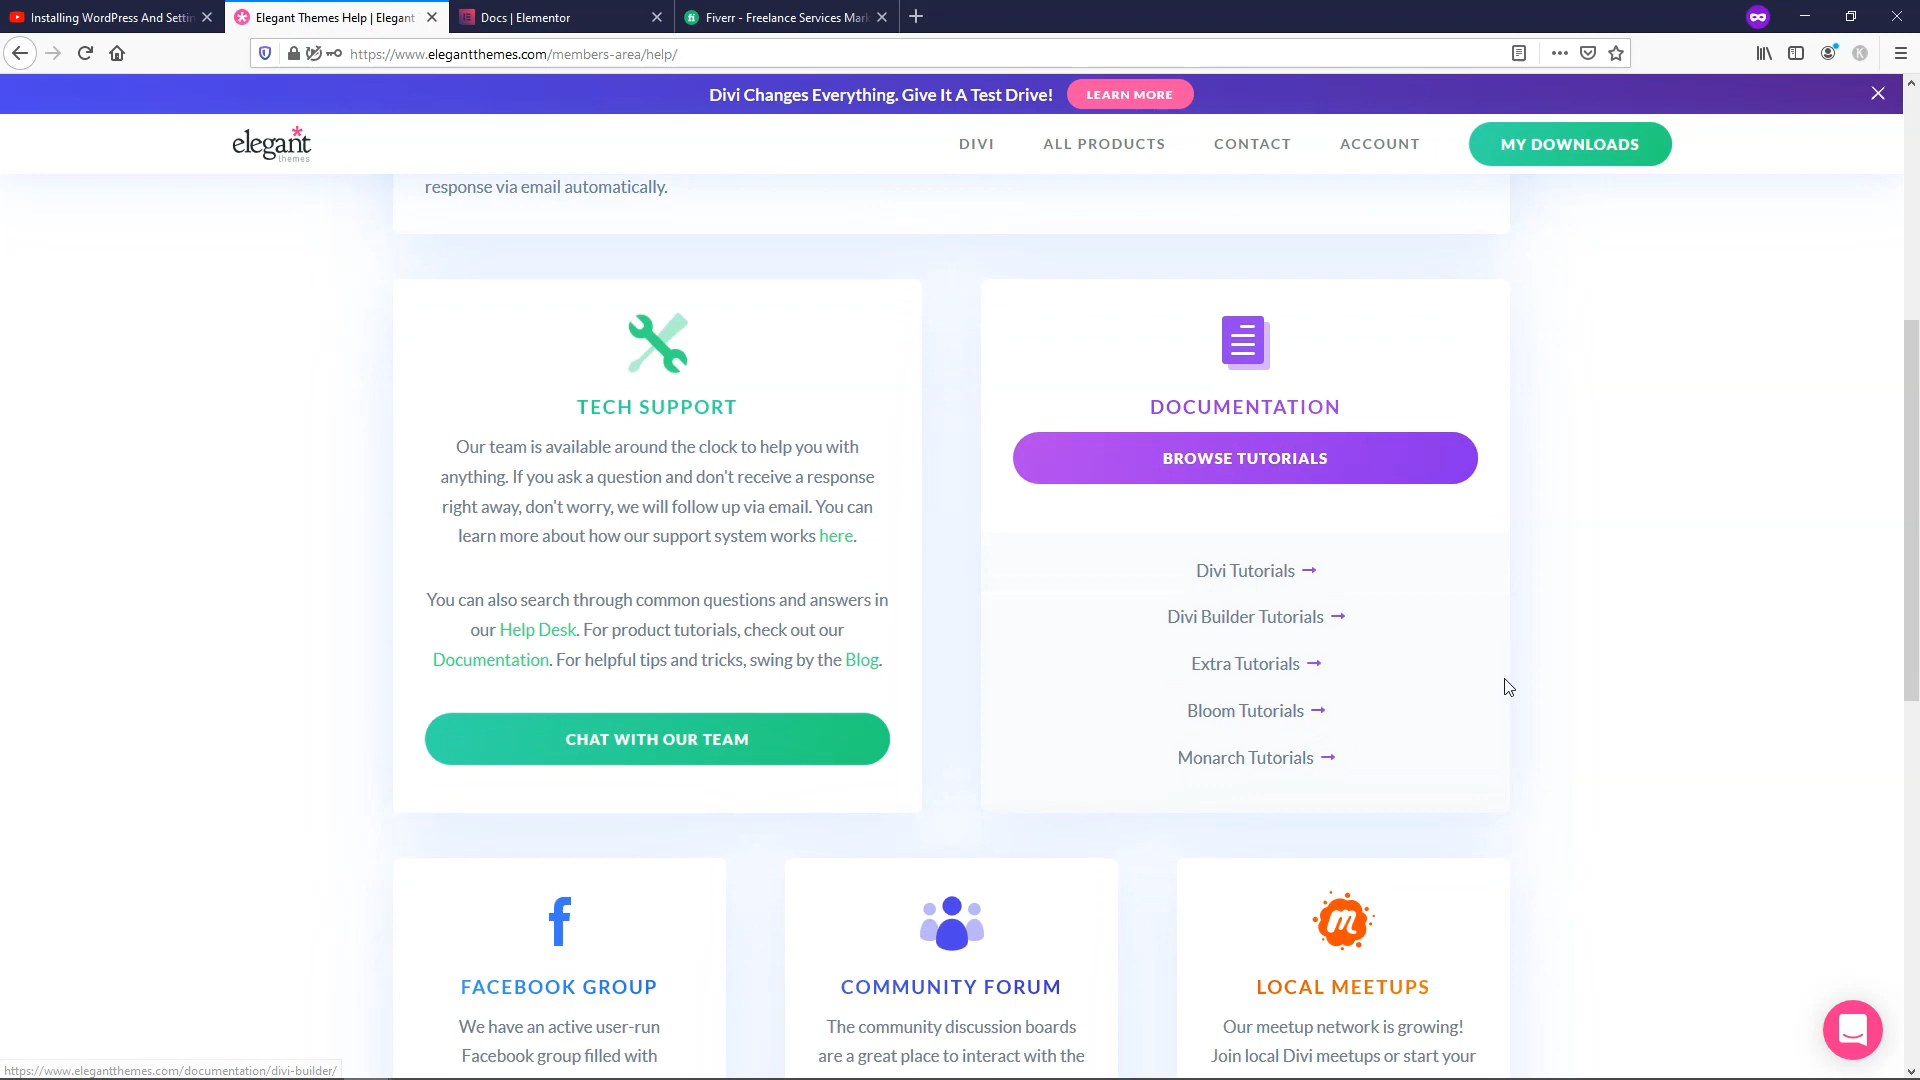 Installing WordPress And Settin
Elegant Themes Help | Elegant
Docs | Elementor
Fiverr - Freelance Services Mark
https://www.elegantthemes.com/members-area/help/
Divi Changes Everything. Give It A Test Drive!
LEARN MORE
elegant
themes
DIVI
ALL PRODUCTS
CONTACT
ACCOUNT
MY DOWNLOADS
response via email automatically.
TECH SUPPORT
Our team is available around the clock to help you with
anything. If you ask a question and don't receive a response
right away, don't worry, we will follow up via email. You can
learn more about how our support system works here.
You can also search through common questions and answers in
our Help Desk. For product tutorials, check out our
Documentation. For helpful tips and tricks, swing by the Blog.
CHAT WITH OUR TEAM
DOCUMENTATION
BROWSE TUTORIALS
Divi Tutorials →
Divi Builder Tutorials →
Extra Tutorials →
Bloom Tutorials →
Monarch Tutorials →
FACEBOOK GROUP
We have an active user-run
Facebook group filled with
COMMUNITY FORUM
The community discussion boards
are a great place to interact with the
LOCAL MEETUPS
Our meetup network is growing!
Join local Divi meetups or start your
https://www.elegantthemes.com/documentation/divi-builder/